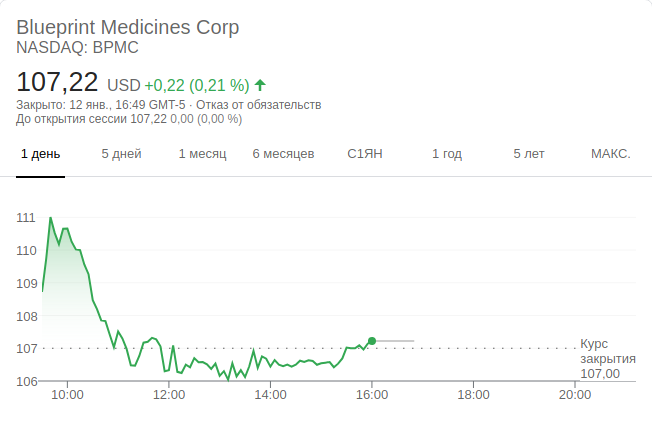 Blueprint Medicines Corp
NASDAQ: BPMC
107,22 USD +0,22 (0,21 %)
Закрыто: 12 янв., 16:49 GMT-5 · Отказ от обязательств
До открытия сессии 107,22 0,00 (0,00 %)
1 день 5 дней 1 месяц 6 месяцев С1ЯН 1 год 5 лет МАКС.
111
110
109
108
107
Курс
закрытия
107,00
106
10:00 12:00 14:00 16:00 18:00 20:00